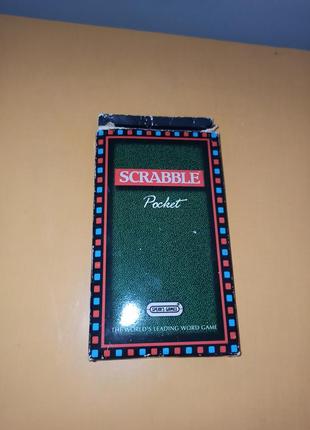 SCRABBLE
Pocket
SPEAR'S GAMES
THE WORLD'S LEADING WORD GAME